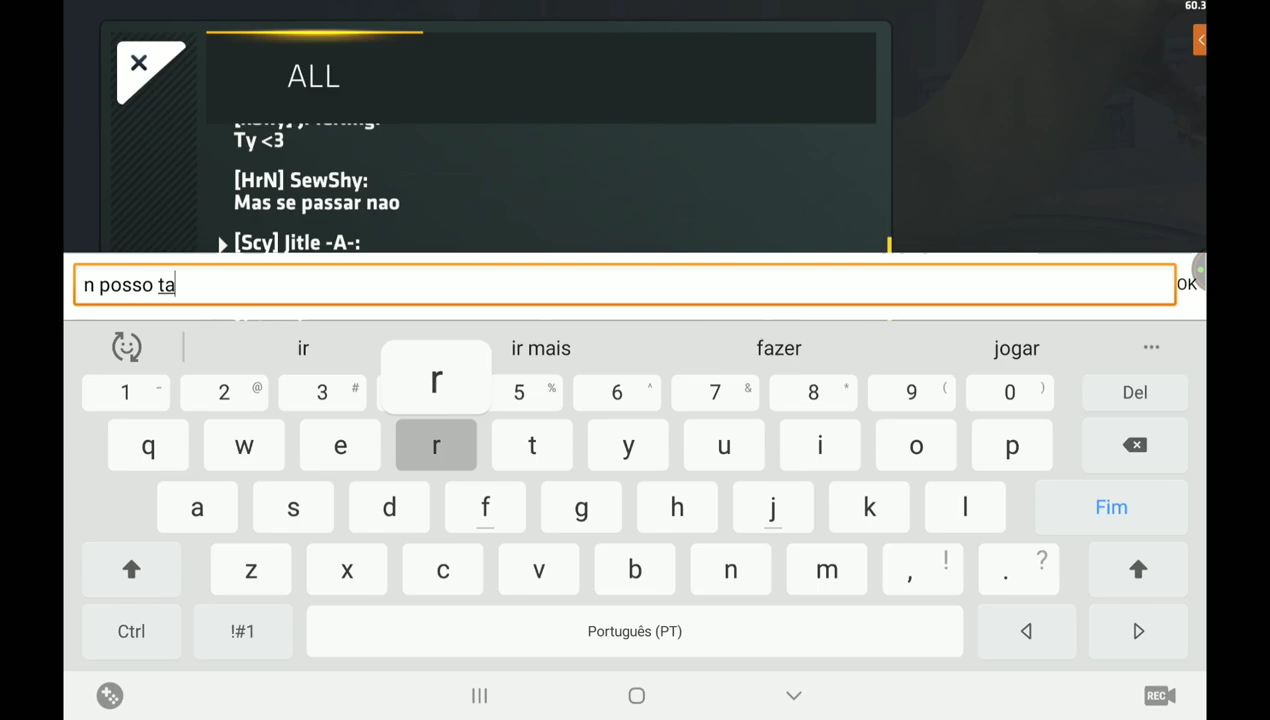 60.3
ALL
Ty <3
[HrN] SewShy:
Mas se passar nao
[Scy] Jitle -A-:
n posso ta
OK
ir
ir mais
fazer
jogar
...
1 - 2 @ 3 # 5 % 6 ^ 7 & 8 * 9 ( 0 ) Del
r
q w e r t y u i o p
a s d f g h j k l Fim
z x c v b n m , ! . ?
Ctrl !#1 Português (PT)
REC